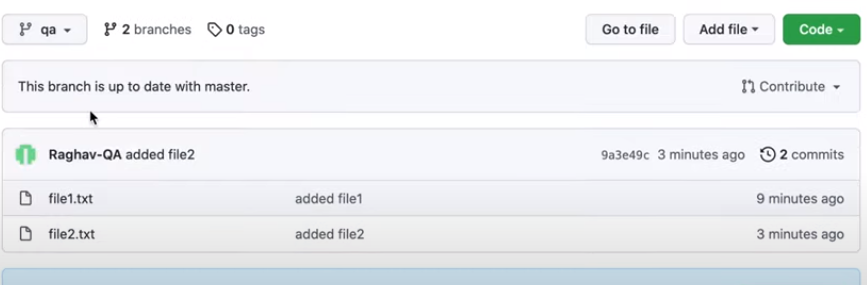 qa 2 branches 0 tags Go to file Add file Code
This branch is up to date with master. Contribute
Raghav-QA added file2 9a3e49c 3 minutes ago 2 commits
file1.txt added file1 9 minutes ago
file2.txt added file2 3 minutes ago